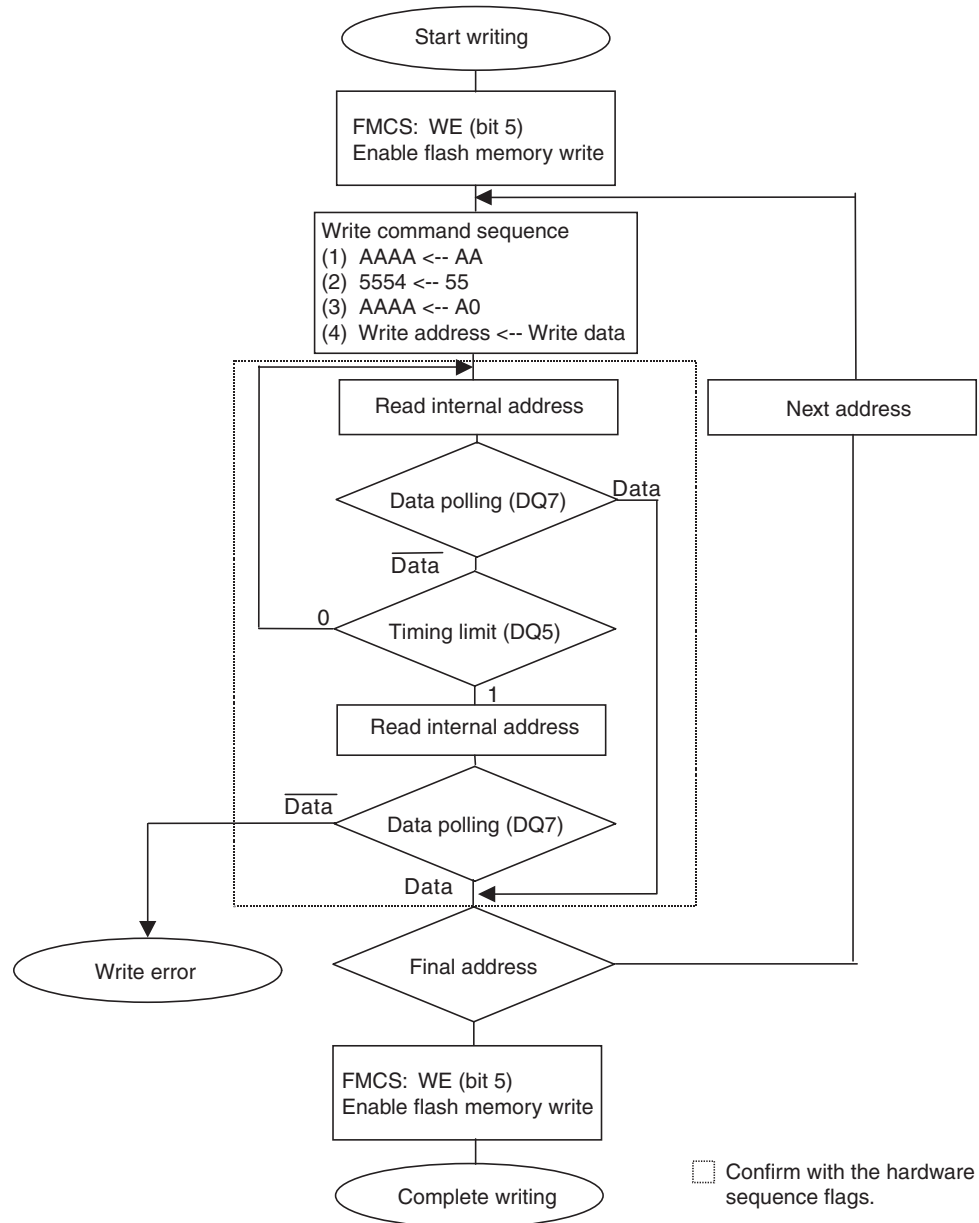 Start writing
FMCS: WE (bit 5)
Enable flash memory write
Write command sequence
(1) AAAA <-- AA
(2) 5554 <-- 55
(3) AAAA <-- A0
(4) Write address <-- Write data
Read internal address
Next address
Data polling (DQ7)
Data
D̅a̅t̅a̅
0
Timing limit (DQ5)
1
Read internal address
D̅a̅t̅a̅
Data polling (DQ7)
Data
Write error
Final address
FMCS: WE (bit 5)
Enable flash memory write
Complete writing
Confirm with the hardware
sequence flags.